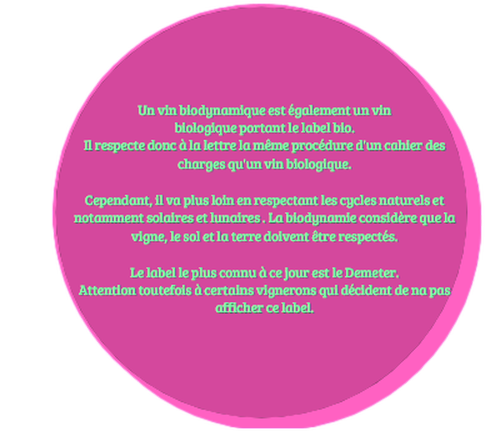 Un vin biodynamique est également un vin
biologique portant le label bio.
Il respecte donc à la lettre la même procédure d'un cahier des
charges qu'un vin biologique.
Cependant, il va plus loin en respectant les cycles naturels et
notamment solaires et lunaires . La biodynamie considère que la
vigne, le sol et la terre doivent être respectés.
Le label le plus connu à ce jour est le Demeter.
Attention toutefois à certains vignerons qui décident de na pas
afficher ce label.